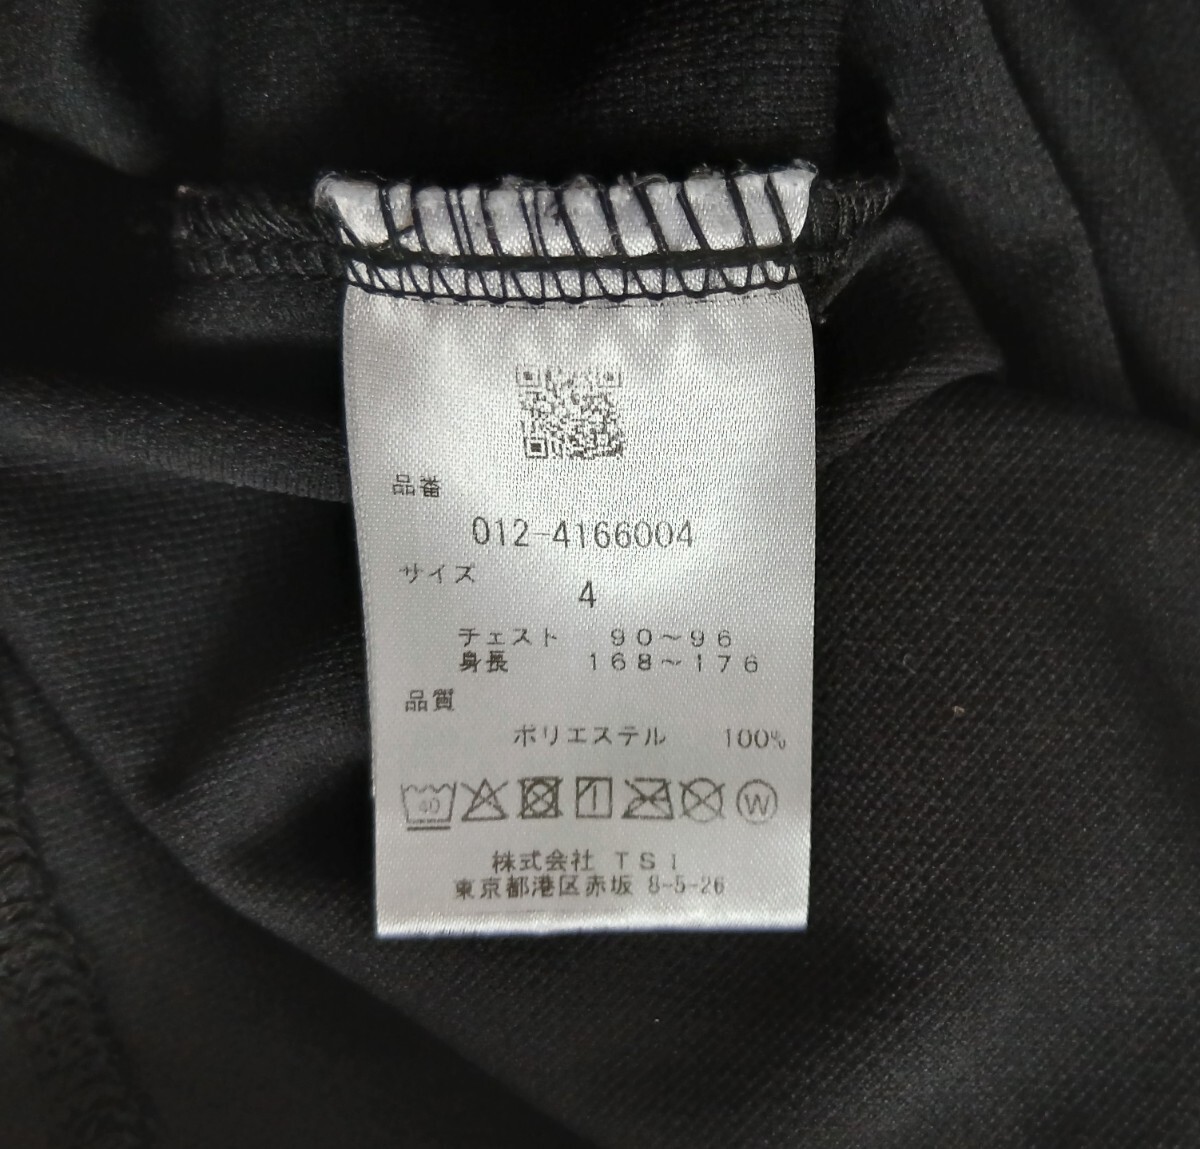 品番
012-4166004
サイズ
4
チェスト 90～96
身長 168～176
品質
ポリエステル 100%
40 W
株式会社 TSI
東京都港区赤坂 8-5-26